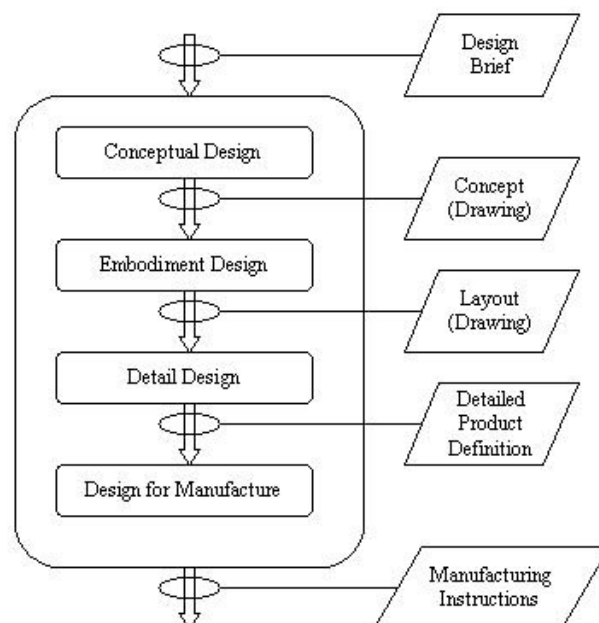 Design
Brief
Conceptual Design
Concept
(Drawing)
Embodiment Design
Layout
(Drawing)
Detail Design
Detailed
Product
Definition
Design for Manufacture
Manufacturing
Instructions